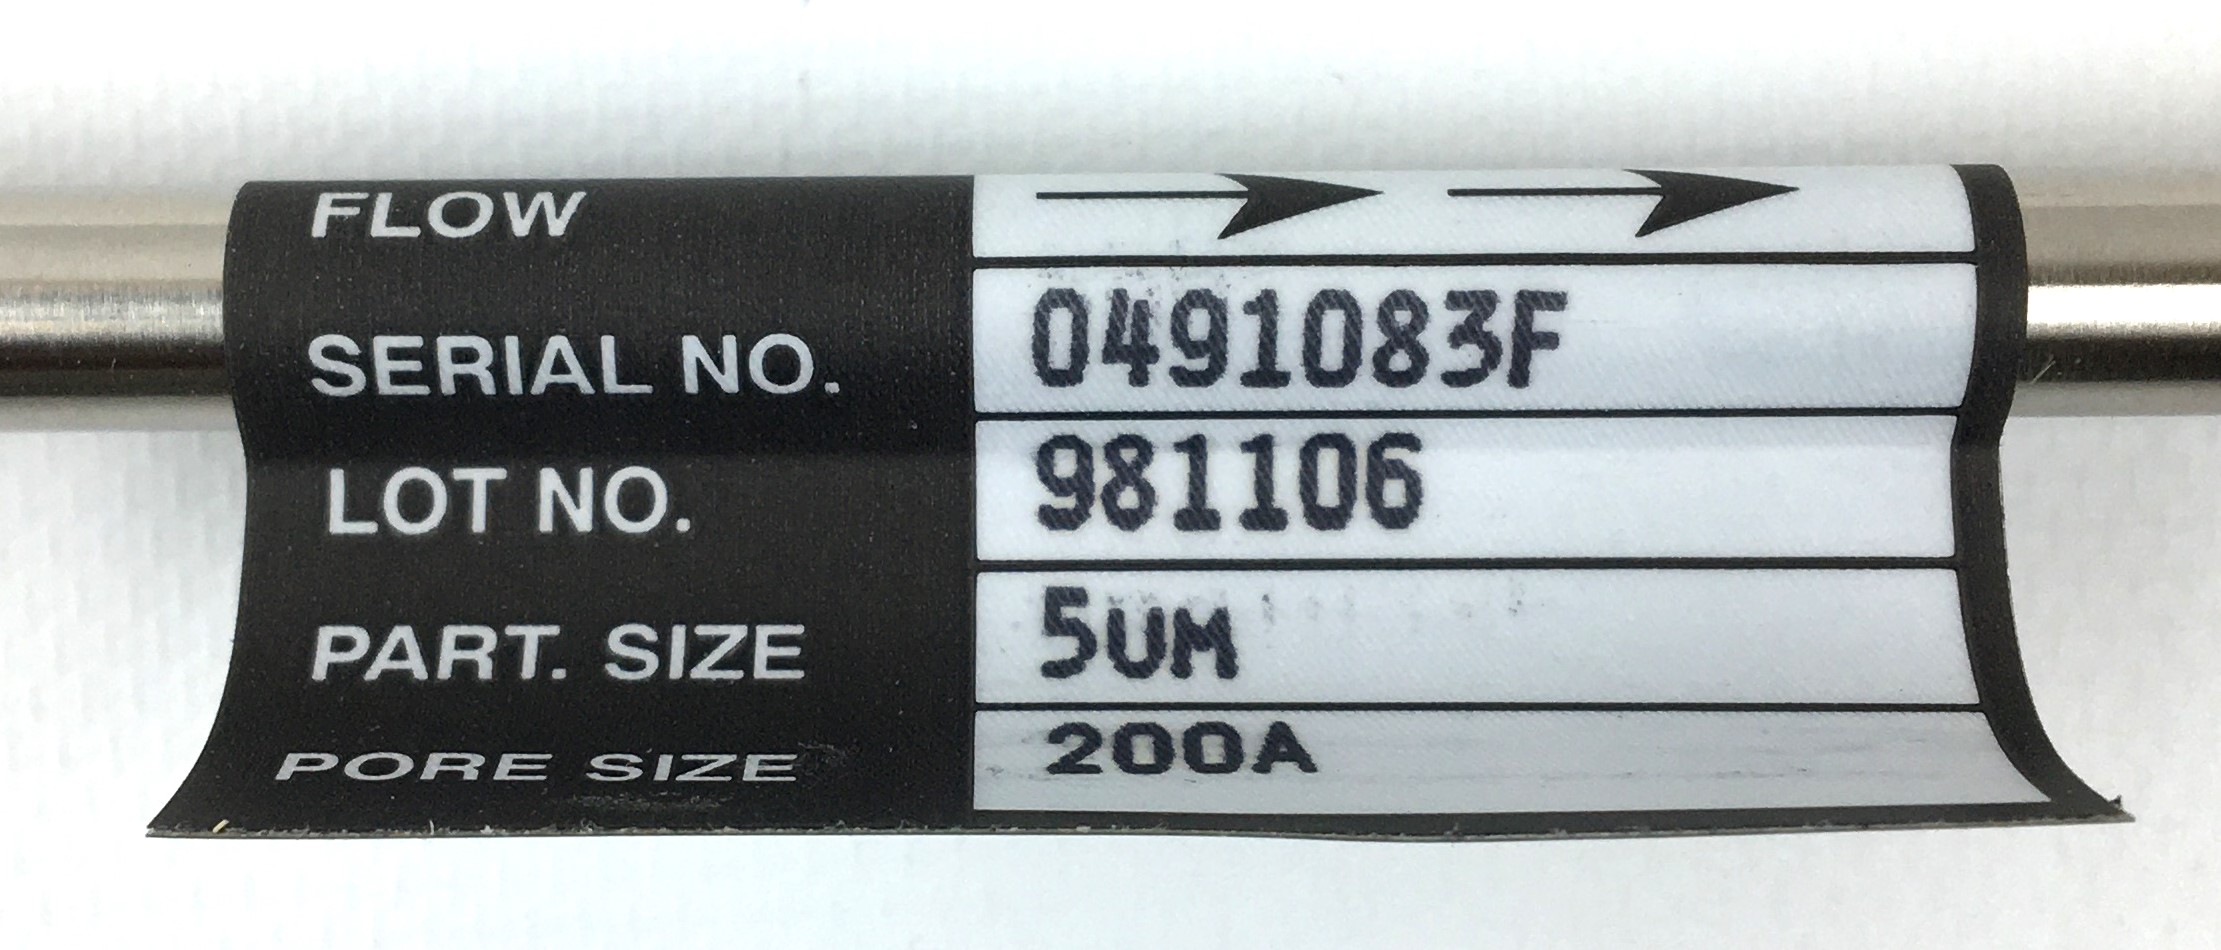 FLOW
SERIAL NO. 0491083F
LOT NO. 981106
PART. SIZE 5UM
PORE SIZE 200A